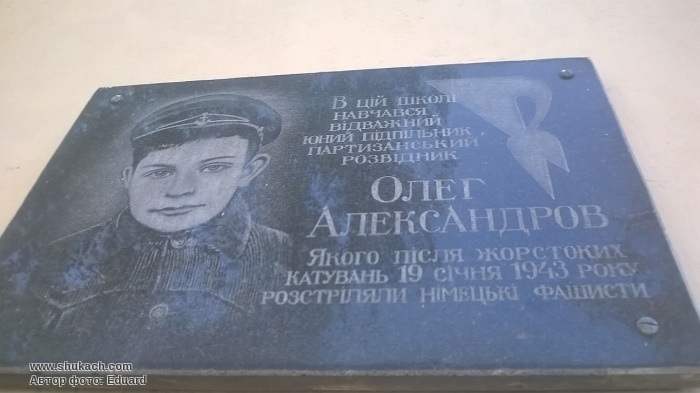 В цій школі
навчався
відважний
юний підпільник
партизанський
розвідник
Олег
Александров
Якого після жорстоких
катувань 19 січня 1943 року
розстріляли німецькі фашисти
www.shukach.com
Автор фото: Eduard